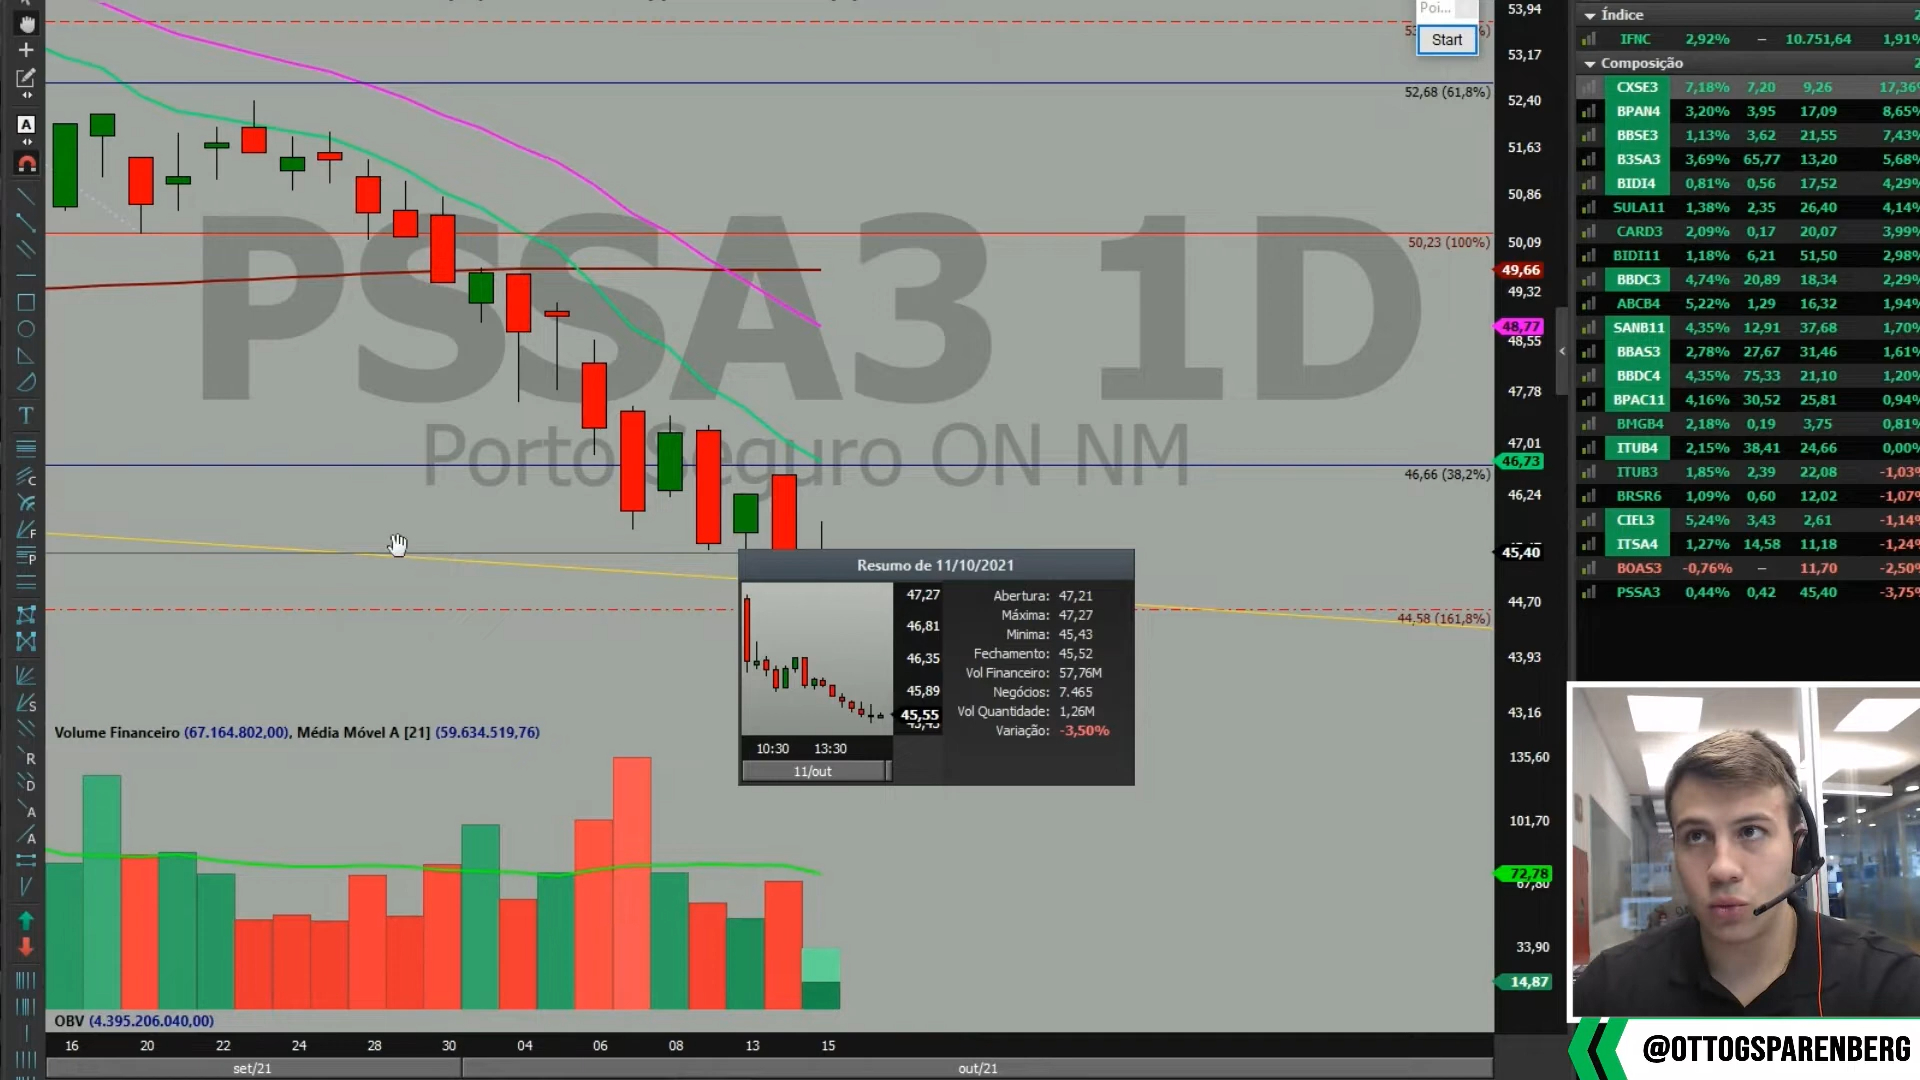 Poi...
Start
53,94
53,17
52,68 (61,8%)
52,40
51,63
50,86
50,23 (100%)
50,09
49,66
49,32
48,77
48,55
47,78
47,01
46,73
46,66 (38,2%)
46,24
45,40
44,70
44,58 (161,8%)
43,93
43,16
135,60
101,70
72,78
67,80
33,90
14,87
PSSA3 1D
Porto Seguro ON NM
Resumo de 11/10/2021
47,27
46,81
46,35
45,89
45,55
10:30 13:30
11/out
Abertura: 47,21
Máxima: 47,27
Minima: 45,43
Fechamento: 45,52
Vol Financeiro: 57,76M
Negócios: 7.465
Vol Quantidade: 1,26M
Variação: -3,50%
Volume Financeiro (67.164.802,00), Média Móvel A [21] (59.634.519,76)
OBV (4.395.206.040,00)
16 20 22 24 28 30 04 06 08 13 15
set/21 out/21
Índice
IFNC 2,92% – 10.751,64 1,91%
Composição
CXSE3 7,18% 7,20 9,26 17,36%
BPAN4 3,20% 3,95 17,09 8,65%
BBSE3 1,13% 3,62 21,55 7,43%
B3SA3 3,69% 65,77 13,20 5,68%
BIDI4 0,81% 0,56 17,52 4,29%
SULA11 1,38% 2,35 26,40 4,14%
CARD3 2,09% 0,17 20,07 3,99%
BIDI11 1,18% 6,21 51,50 2,98%
BBDC3 4,74% 20,89 18,34 2,29%
ABCB4 5,22% 1,29 16,32 1,94%
SANB11 4,35% 12,91 37,68 1,70%
BBAS3 2,78% 27,67 31,46 1,61%
BBDC4 4,35% 75,33 21,10 1,20%
BPAC11 4,16% 30,52 25,81 0,94%
BMGB4 2,18% 0,19 3,75 0,81%
ITUB4 2,15% 38,41 24,66 0,00%
ITUB3 1,85% 2,39 22,08 -1,03%
BRSR6 1,09% 0,60 12,02 -1,07%
CIEL3 5,24% 3,43 2,61 -1,14%
ITSA4 1,27% 14,58 11,18 -1,24%
BOAS3 -0,76% – 11,70 -2,50%
PSSA3 0,44% 0,42 45,40 -3,75%
@OTTOGSPARENBERG